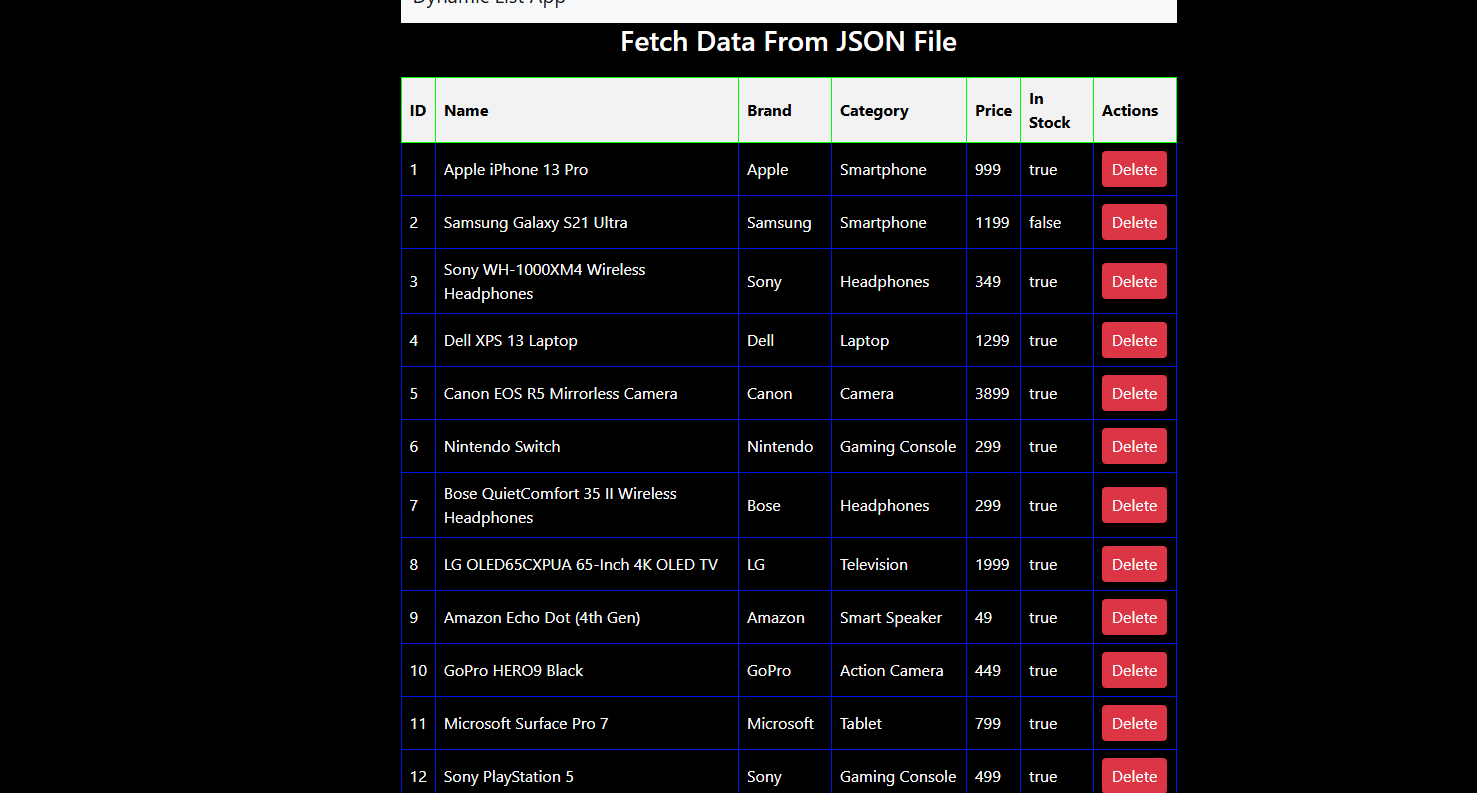 Dynamic List App
Fetch Data From JSON File
ID Name Brand Category Price In Stock Actions
1 Apple iPhone 13 Pro Apple Smartphone 999 true Delete
2 Samsung Galaxy S21 Ultra Samsung Smartphone 1199 false Delete
3 Sony WH-1000XM4 Wireless Headphones Sony Headphones 349 true Delete
4 Dell XPS 13 Laptop Dell Laptop 1299 true Delete
5 Canon EOS R5 Mirrorless Camera Canon Camera 3899 true Delete
6 Nintendo Switch Nintendo Gaming Console 299 true Delete
7 Bose QuietComfort 35 II Wireless Headphones Bose Headphones 299 true Delete
8 LG OLED65CXPUA 65-Inch 4K OLED TV LG Television 1999 true Delete
9 Amazon Echo Dot (4th Gen) Amazon Smart Speaker 49 true Delete
10 GoPro HERO9 Black GoPro Action Camera 449 true Delete
11 Microsoft Surface Pro 7 Microsoft Tablet 799 true Delete
12 Sony PlayStation 5 Sony Gaming Console 499 true Delete